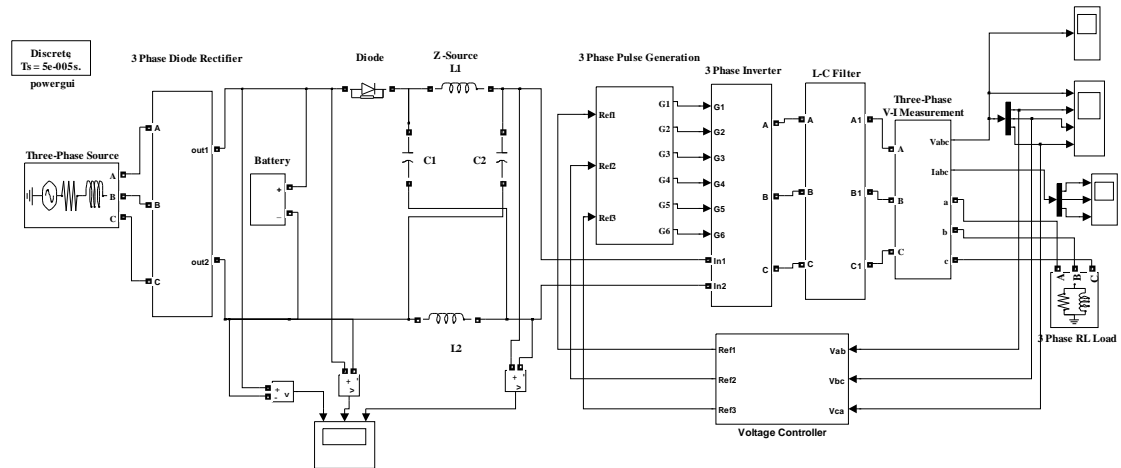 Discrete,
Ts = 5e-005s.
powergui
3 Phase Diode Rectifier
A
B
C
out1
out2
Three-Phase Source
A
B
C
Battery
+
–
Diode
Z-Source
L1
C1
C2
L2
+
-
v
+
-
v
+
-
v
3 Phase Pulse Generation
Ref1
Ref2
Ref3
G1
G2
G3
G4
G5
G6
3 Phase Inverter
G1
G2
G3
G4
G5
G6
In1
In2
A
B
C
L-C Filter
A
B
C
A1
B1
C1
Three-Phase
V-I Measurement
A
B
C
Vabc
Iabc
a
b
c
A
B
C
3 Phase RL Load
Ref1
Ref2
Ref3
Vab
Vbc
Vca
Voltage Controller